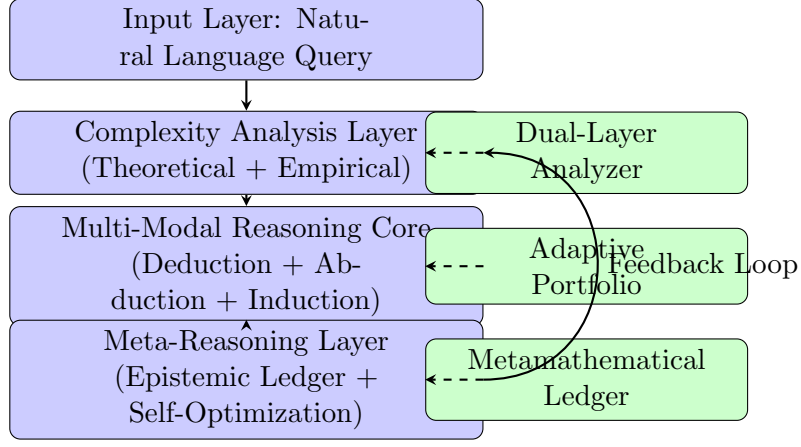 Input Layer: Natu-
ral Language Query
Complexity Analysis Layer
(Theoretical + Empirical)
Dual-Layer
Analyzer
Multi-Modal Reasoning Core
(Deduction + Ab-
duction + Induction)
Adaptive
Portfolio
Feedback Loop
Meta-Reasoning Layer
(Epistemic Ledger +
Self-Optimization)
Metamathematical
Ledger